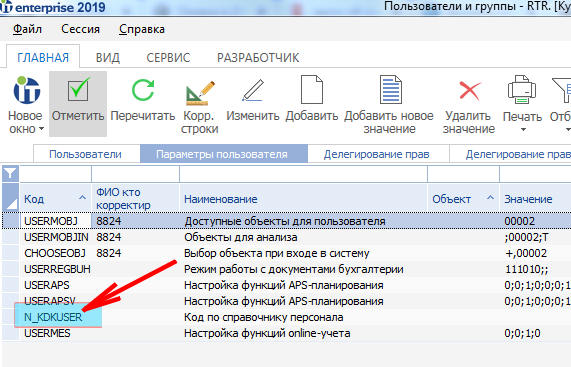 enterprise 2019
Пользователи и группы - RTR. [Ку
Файл Сессия Справка
ГЛАВНАЯ ВИД СЕРВИС РАЗРАБОТЧИК
Новое окно Отметить Перечитать Корр. строки Изменить Добавить Добавить новое значение Удалить значение Печать Отб
Пользователи Параметры пользователя Делегирование прав Делегирование прав
Код ФИО кто корректир Наименование Объект Значение
USERMOBJ 8824 Доступные объекты для пользователя 00002
USERMOBJIN 8824 Объекты для анализа ;00002;T
CHOOSEOBJ 8824 Выбор объекта при входе в систему +,00002
USERREGBUH Режим работы с документами бухгалтерии 111010;;
USERAPS Настройка функций APS-планирования 0;0;1;0;0;0;1
USERAPSV Настройка функций APS-планирования 0;0;1;0;0;0;1
N_KDKUSER Код по справочнику персонала
USERMES Настройка функций online-учета 0;0;1;0